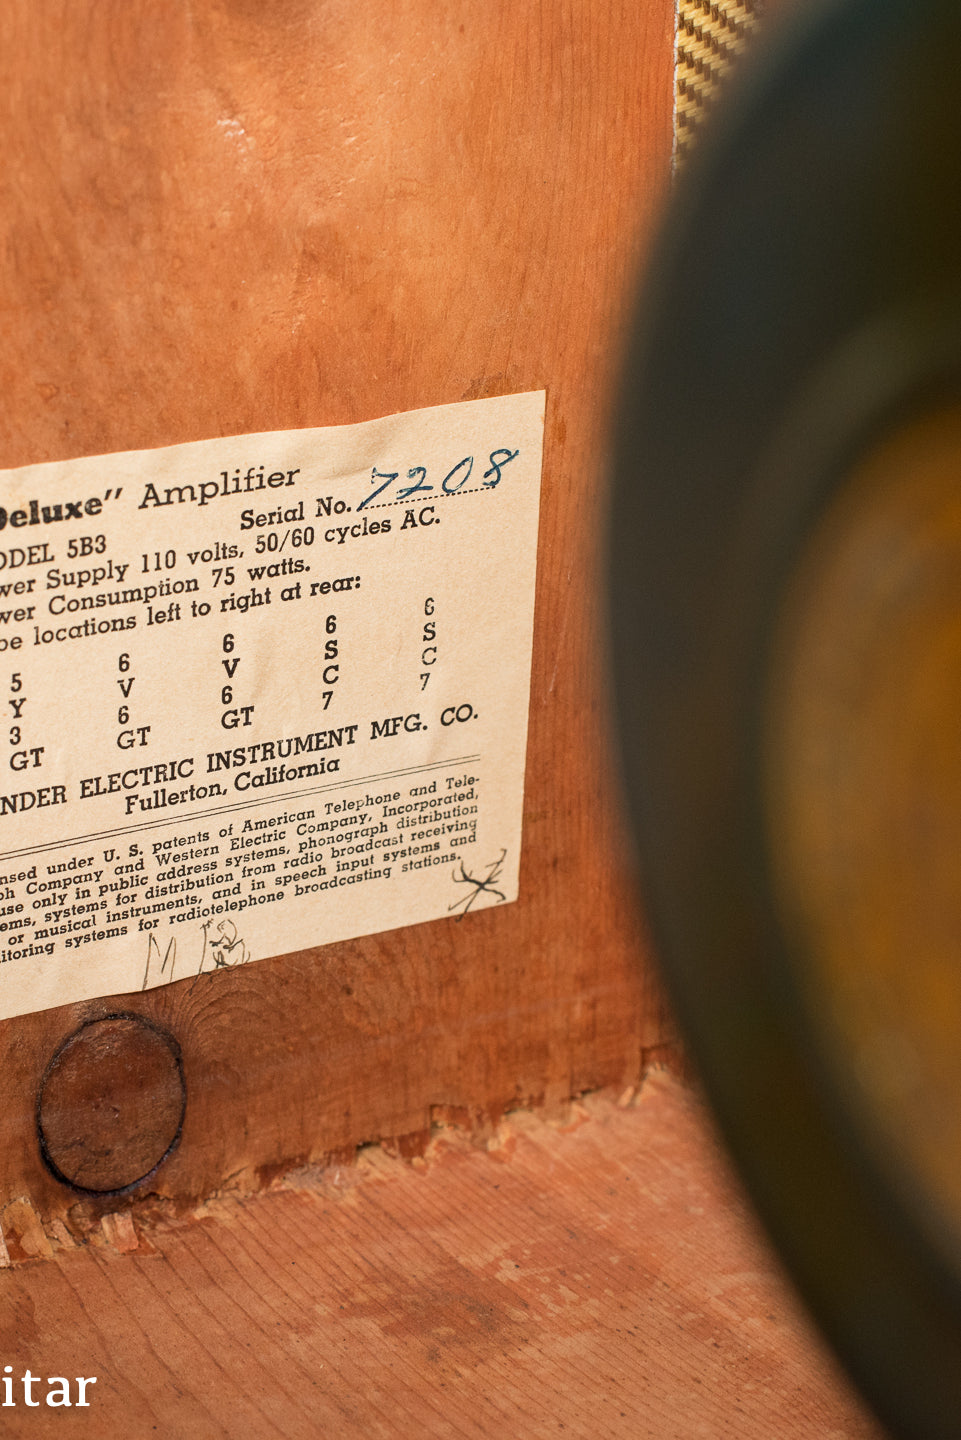 Deluxe" Amplifier
ODEL 5B3 Serial No. 7208
wer Supply 110 volts, 50/60 cycles AC.
wer Consumption 75 watts.
be locations left to right at rear:
5 6 6 6 6
Y V V S S
3 6 6 C C
GT GT GT 7 7
NDER ELECTRIC INSTRUMENT MFG. CO.
Fullerton, California
nsed under U. S. patents of American Telephone and Tele-
ph Company and Western Electric Company, Incorporated,
use only in public address systems, phonograph distribution
ems, systems for distribution from radio broadcast receiving
or musical instruments, and in speech input systems and
itoring systems for radiotelephone broadcasting stations.
itar